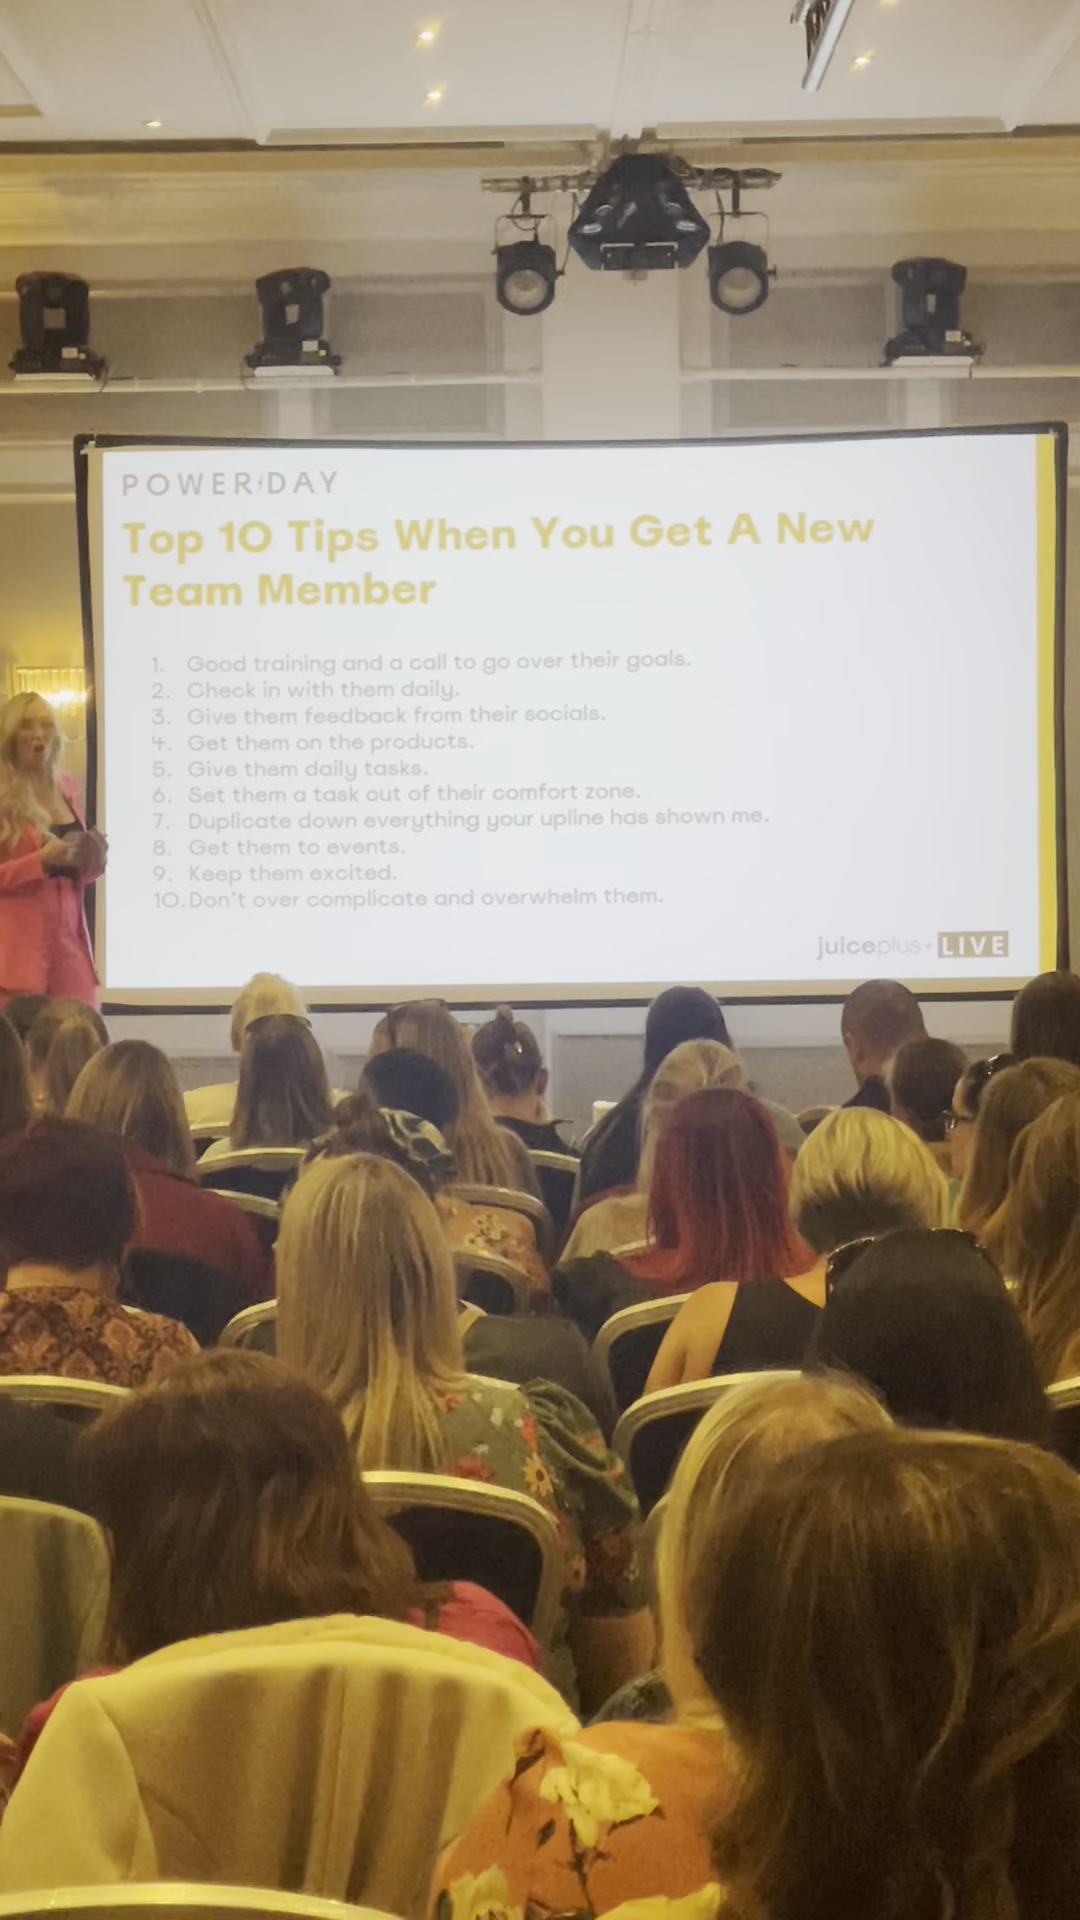 POWER DAY
Top 10 Tips When You Get A New
Team Member
1. Good training and a call to go over their goals.
2. Check in with them daily.
3. Give them feedback from their socials.
4. Get them on the products.
5. Give them daily tasks.
6. Set them a task out of their comfort zone.
7. Duplicate down everything your upline has shown me.
8. Get them to events.
9. Keep them excited.
10. Don't over complicate and overwhelm them.
juiceplus+ LIVE